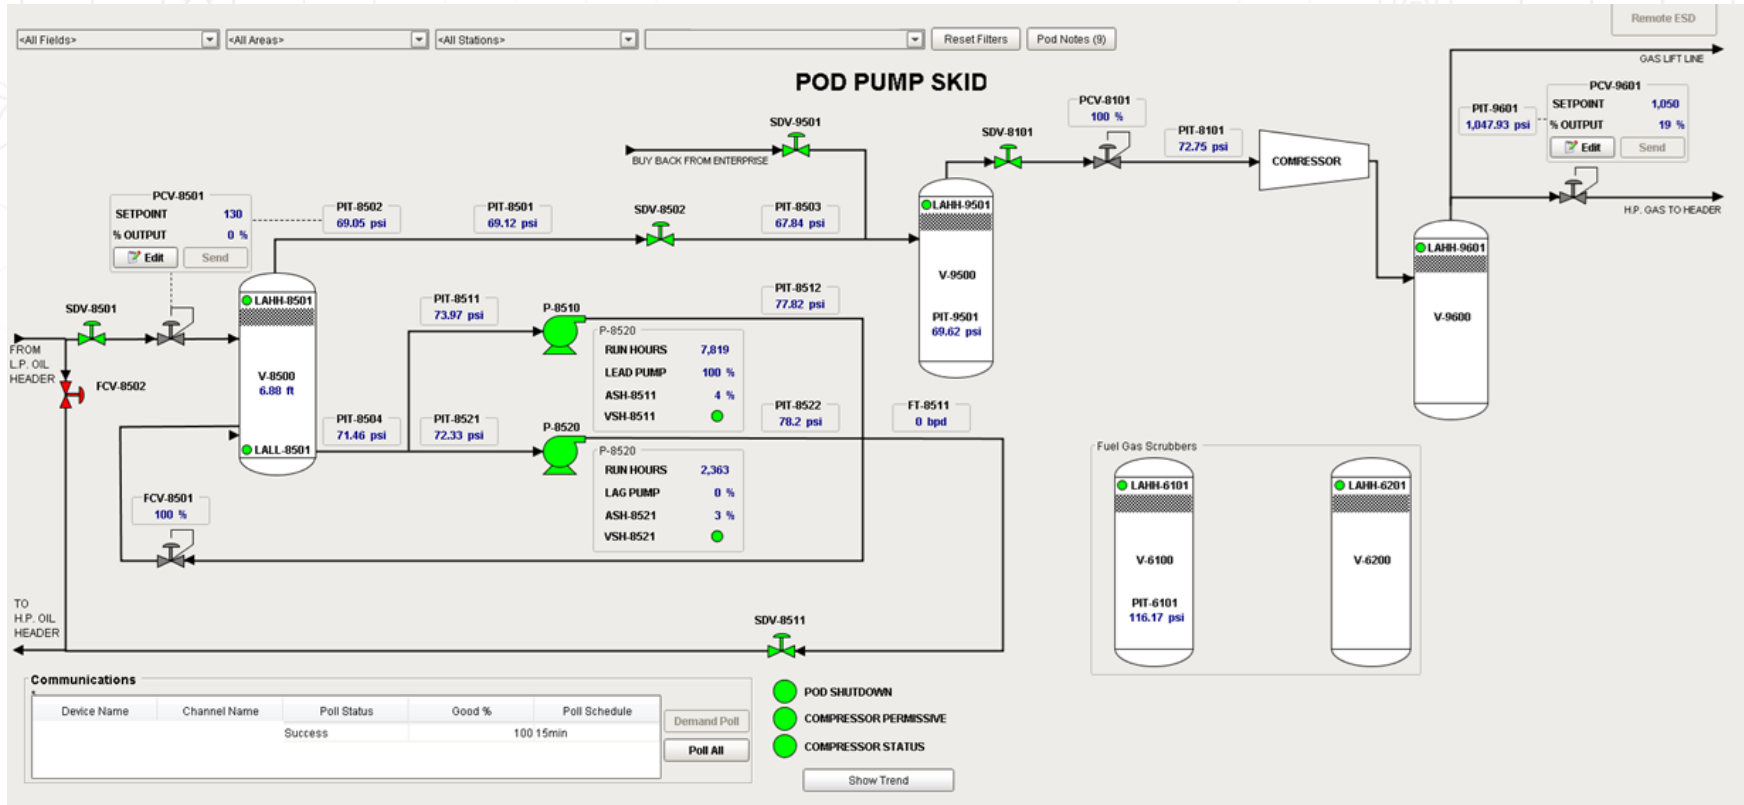 Remote ESD
<All Fields>
<All Areas>
<All Stations>
Reset Filters
Pod Notes (9)
POD PUMP SKID
GAS LIFT LINE
PCV-9601
SETPOINT 1,050
% OUTPUT 19 %
Edit
Send
PIT-9601
1,047.93 psi
PCV-8101
100 %
SDV-9501
SDV-8101
PIT-8101
72.75 psi
BUY BACK FROM ENTERPRISE
COMRESSOR
PCV-8501
SETPOINT 130
% OUTPUT 0 %
Edit
Send
PIT-8502
69.05 psi
PIT-8501
69.12 psi
SDV-8502
PIT-8503
67.84 psi
LAHH-9501
V-9500
PIT-9501
69.62 psi
H.P. GAS TO HEADER
LAHH-9601
V-9600
SDV-8501
FROM
L.P. OIL
HEADER
FCV-8502
LAHH-8501
V-8500
6.88 ft
LALL-8501
PIT-8511
73.97 psi
P-8510
PIT-8512
77.82 psi
P-8520
RUN HOURS 7,819
LEAD PUMP 100 %
ASH-8511 4 %
VSH-8511
PIT-8504
71.46 psi
PIT-8521
72.33 psi
P-8520
PIT-8522
78.2 psi
FT-8511
0 bpd
P-8520
RUN HOURS 2,363
LAG PUMP 0 %
ASH-8521 3 %
VSH-8521
FCV-8501
100 %
Fuel Gas Scrubbers
LAHH-6101
V-6100
PIT-6101
116.17 psi
LAHH-6201
V-6200
TO
H.P. OIL
HEADER
SDV-8511
Communications
Device Name Channel Name Poll Status Good % Poll Schedule
Success 100 15min
Demand Poll
Poll All
POD SHUTDOWN
COMPRESSOR PERMISSIVE
COMPRESSOR STATUS
Show Trend